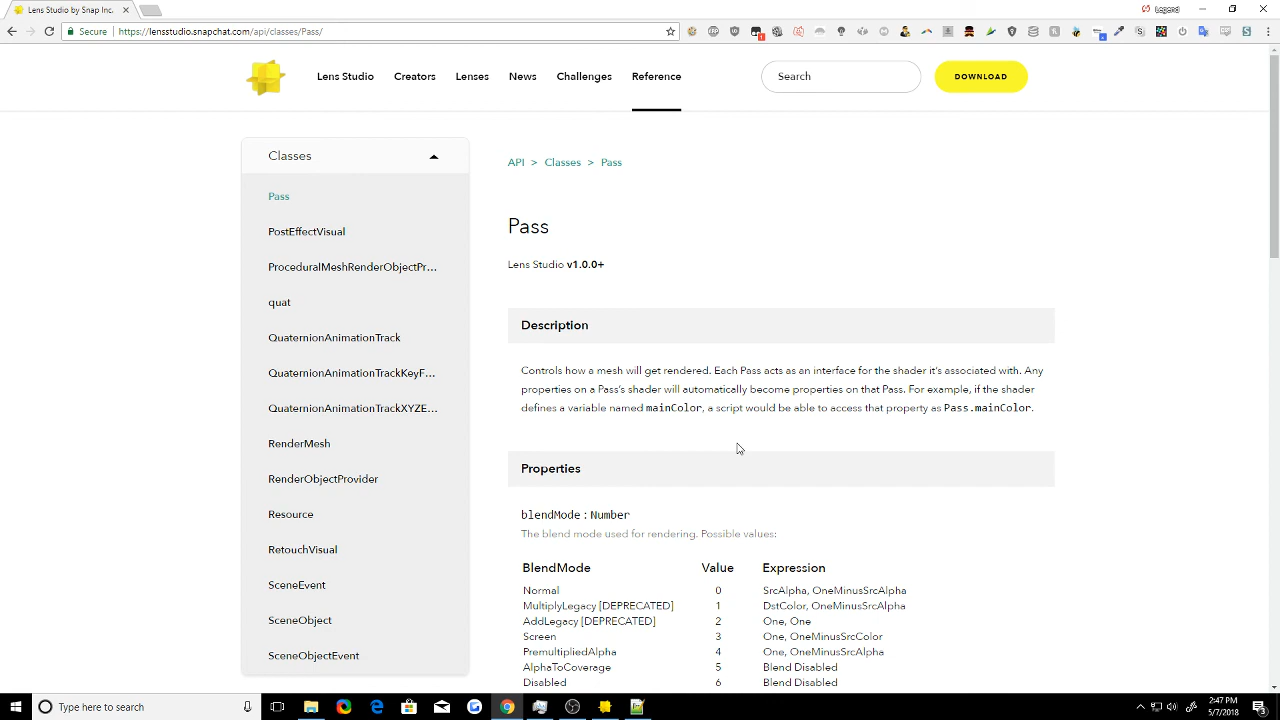 Lens Studio by Snap Inc.
Legend
Secure
https://lensstudio.snapchat.com/api/classes/Pass/
Lens Studio
Creators
Lenses
News
Challenges
Reference
Search
DOWNLOAD
Classes
Pass
PostEffectVisual
ProceduralMeshRenderObjectPr...
quat
QuaternionAnimationTrack
QuaternionAnimationTrackKeyF...
QuaternionAnimationTrackXYZE...
RenderMesh
RenderObjectProvider
Resource
RetouchVisual
SceneEvent
SceneObject
SceneObjectEvent
API > Classes > Pass
Pass
Lens Studio v1.0.0+
Description
Controls how a mesh will get rendered. Each Pass acts as an interface for the shader it's associated with. Any
properties on a Pass's shader will automatically become properties on that Pass. For example, if the shader
defines a variable named mainColor, a script would be able to access that property as Pass.mainColor.
Properties
blendMode : Number
The blend mode used for rendering. Possible values:
BlendMode Value Expression
Normal 0 SrcAlpha, OneMinusSrcAlpha
MultiplyLegacy [DEPRECATED] 1 DstColor, OneMinusSrcAlpha
AddLegacy [DEPRECATED] 2 One, One
Screen 3 One, OneMinusSrcColor
PremultipliedAlpha 4 One, OneMinusSrcAlpha
AlphaToCoverage 5 Blend Disabled
Disabled 6 Blend Disabled
Type here to search
2:47 PM
5/7/2018